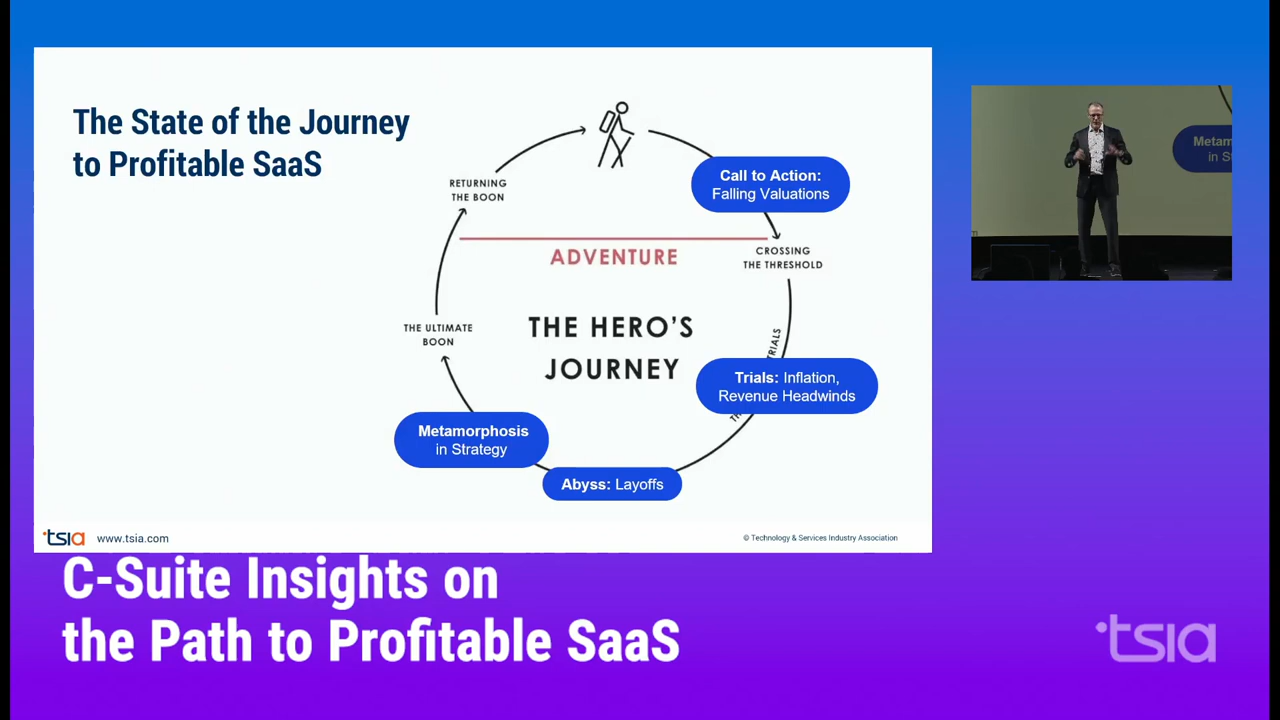 The State of the Journey
to Profitable SaaS
RETURNING
THE BOON
Call to Action:
Falling Valuations
ADVENTURE
CROSSING
THE THRESHOLD
THE ULTIMATE
BOON
THE HERO'S
JOURNEY
TRIALS
Trials: Inflation,
Revenue Headwinds
Metamorphosis
in Strategy
Abyss: Layoffs
tsia
www.tsia.com
© Technology & Services Industry Association
C-Suite Insights on
the Path to Profitable SaaS
tsia